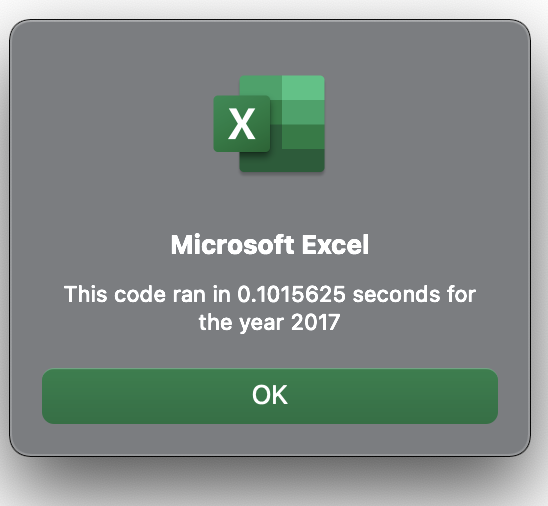 X
Microsoft Excel
This code ran in 0.1015625 seconds for
the year 2017
OK